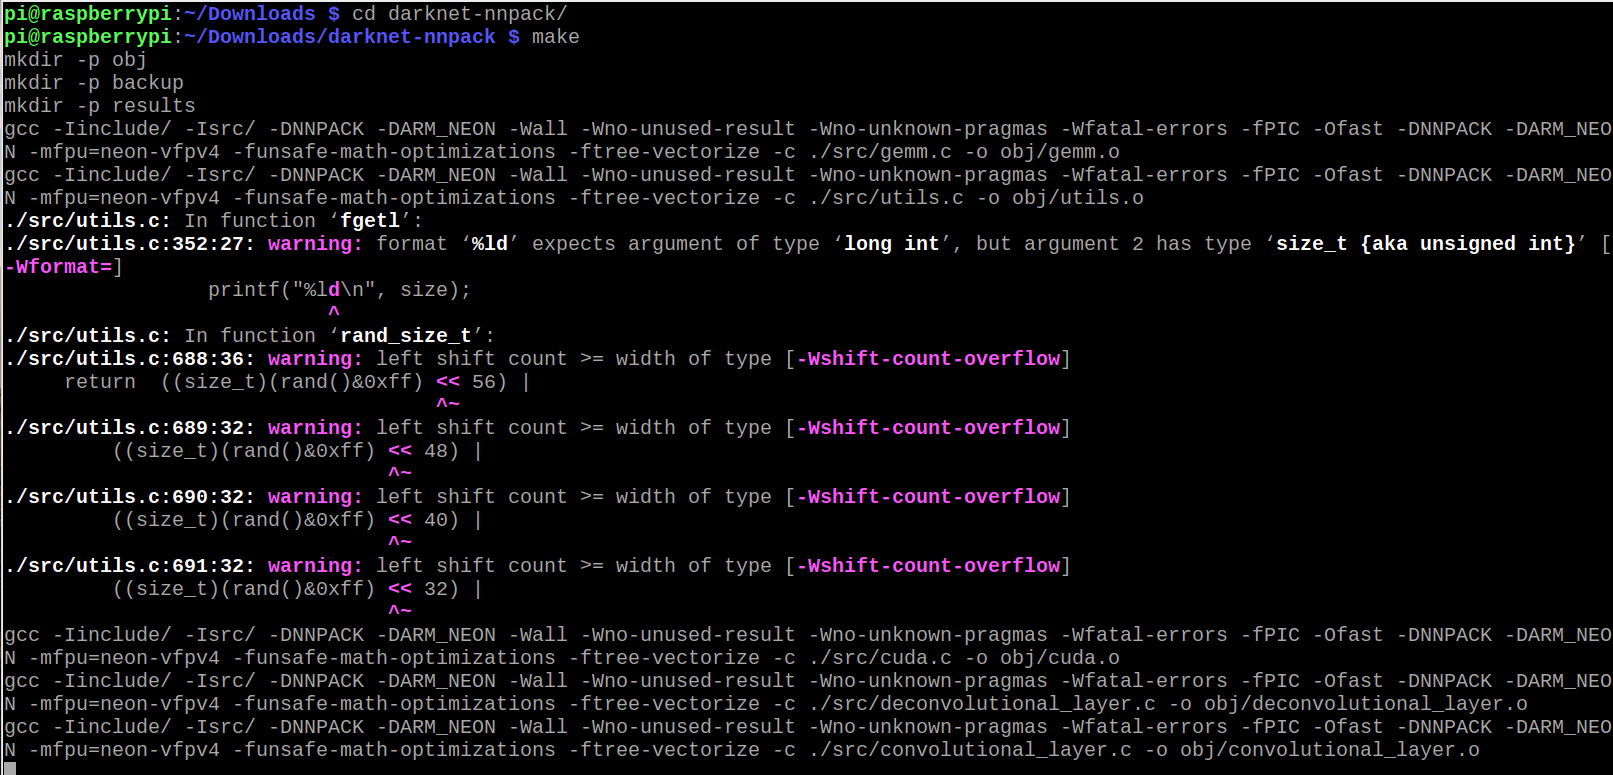 pi@raspberrypi:~/Downloads $ cd darknet-nnpack/
pi@raspberrypi:~/Downloads/darknet-nnpack $ make
mkdir -p obj
mkdir -p backup
mkdir -p results
gcc -Iinclude/ -Isrc/ -DNNPACK -DARM_NEON -Wall -Wno-unused-result -Wno-unknown-pragmas -Wfatal-errors -fPIC -Ofast -DNNPACK -DARM_NEO
N -mfpu=neon-vfpv4 -funsafe-math-optimizations -ftree-vectorize -c ./src/gemm.c -o obj/gemm.o
gcc -Iinclude/ -Isrc/ -DNNPACK -DARM_NEON -Wall -Wno-unused-result -Wno-unknown-pragmas -Wfatal-errors -fPIC -Ofast -DNNPACK -DARM_NEO
N -mfpu=neon-vfpv4 -funsafe-math-optimizations -ftree-vectorize -c ./src/utils.c -o obj/utils.o
./src/utils.c: In function ‘fgetl’:
./src/utils.c:352:27: warning: format ‘%ld’ expects argument of type ‘long int’, but argument 2 has type ‘size_t {aka unsigned int}’ [
-Wformat=]
                 printf("%ld\n", size);
                           ^
./src/utils.c: In function ‘rand_size_t’:
./src/utils.c:688:36: warning: left shift count >= width of type [-Wshift-count-overflow]
     return  ((size_t)(rand()&0xff) << 56) |
                                    ^~
./src/utils.c:689:32: warning: left shift count >= width of type [-Wshift-count-overflow]
         ((size_t)(rand()&0xff) << 48) |
                                ^~
./src/utils.c:690:32: warning: left shift count >= width of type [-Wshift-count-overflow]
         ((size_t)(rand()&0xff) << 40) |
                                ^~
./src/utils.c:691:32: warning: left shift count >= width of type [-Wshift-count-overflow]
         ((size_t)(rand()&0xff) << 32) |
                                ^~
gcc -Iinclude/ -Isrc/ -DNNPACK -DARM_NEON -Wall -Wno-unused-result -Wno-unknown-pragmas -Wfatal-errors -fPIC -Ofast -DNNPACK -DARM_NEO
N -mfpu=neon-vfpv4 -funsafe-math-optimizations -ftree-vectorize -c ./src/cuda.c -o obj/cuda.o
gcc -Iinclude/ -Isrc/ -DNNPACK -DARM_NEON -Wall -Wno-unused-result -Wno-unknown-pragmas -Wfatal-errors -fPIC -Ofast -DNNPACK -DARM_NEO
N -mfpu=neon-vfpv4 -funsafe-math-optimizations -ftree-vectorize -c ./src/deconvolutional_layer.c -o obj/deconvolutional_layer.o
gcc -Iinclude/ -Isrc/ -DNNPACK -DARM_NEON -Wall -Wno-unused-result -Wno-unknown-pragmas -Wfatal-errors -fPIC -Ofast -DNNPACK -DARM_NEO
N -mfpu=neon-vfpv4 -funsafe-math-optimizations -ftree-vectorize -c ./src/convolutional_layer.c -o obj/convolutional_layer.o